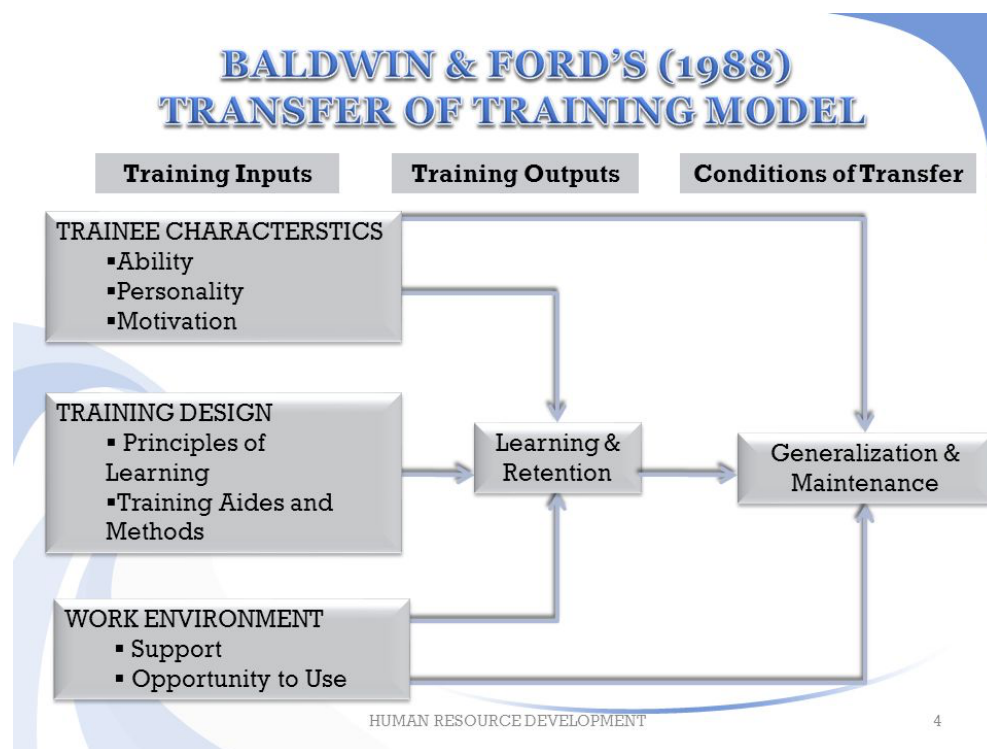 BALDWIN & FORD'S (1988)
TRANSFER OF TRAINING MODEL
Training Inputs
Training Outputs
Conditions of Transfer
TRAINEE CHARACTERSTICS
▪Ability
▪Personality
▪Motivation
TRAINING DESIGN
▪ Principles of
Learning
▪Training Aides and
Methods
Learning &
Retention
Generalization &
Maintenance
WORK ENVIRONMENT
▪ Support
▪ Opportunity to Use
HUMAN RESOURCE DEVELOPMENT
4